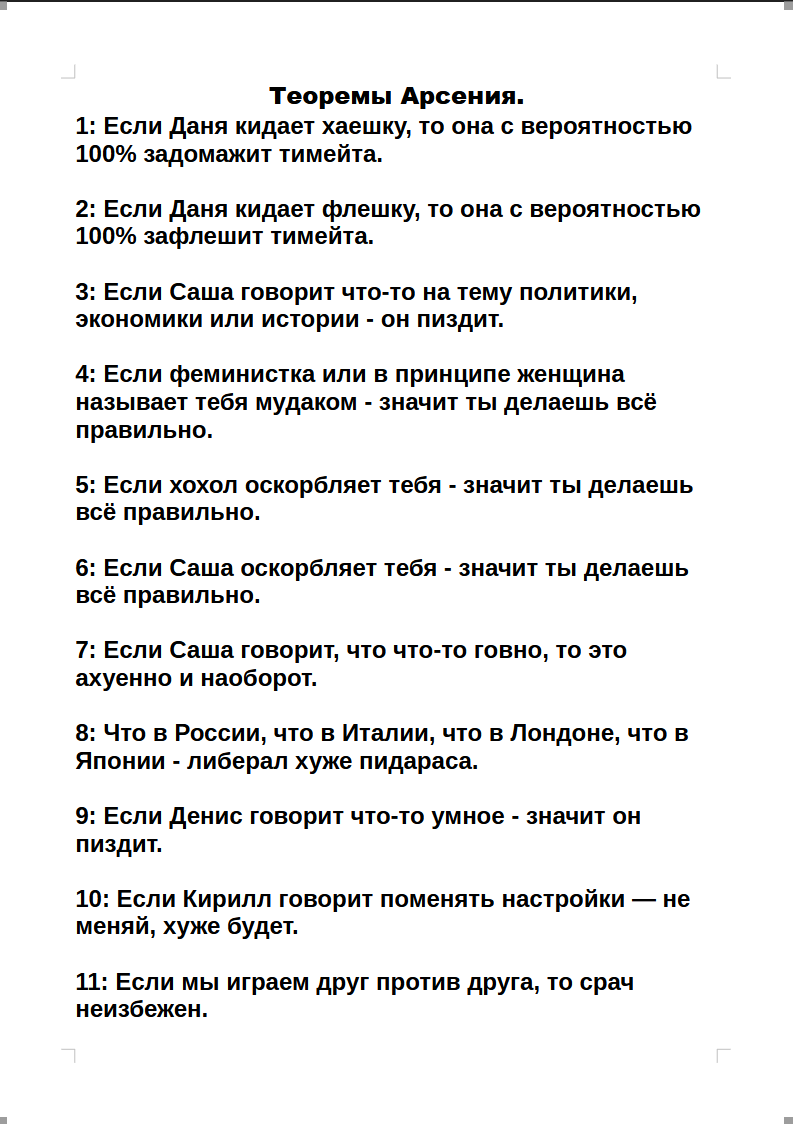 Теоремы Арсения.
1: Если Даня кидает хаешку, то она с вероятностью
100% задомажит тимейта.
2: Если Даня кидает флешку, то она с вероятностью
100% зафлешит тимейта.
3: Если Саша говорит что-то на тему политики,
экономики или истории - он пиздит.
4: Если феминистка или в принципе женщина
называет тебя мудаком - значит ты делаешь всё
правильно.
5: Если хохол оскорбляет тебя - значит ты делаешь
всё правильно.
6: Если Саша оскорбляет тебя - значит ты делаешь
всё правильно.
7: Если Саша говорит, что что-то говно, то это
ахуенно и наоборот.
8: Что в России, что в Италии, что в Лондоне, что в
Японии - либерал хуже пидараса.
9: Если Денис говорит что-то умное - значит он
пиздит.
10: Если Кирилл говорит поменять настройки — не
меняй, хуже будет.
11: Если мы играем друг против друга, то срач
неизбежен.